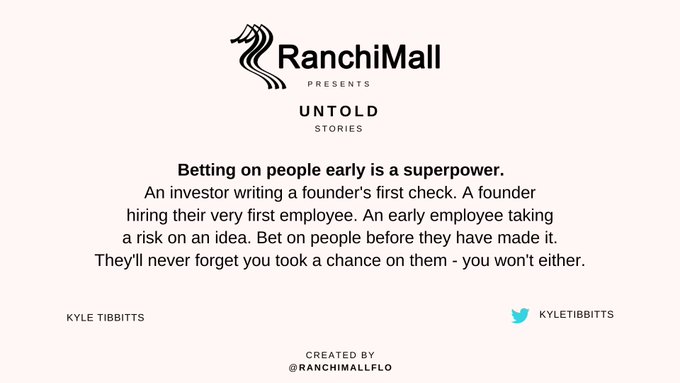 RanchiMall
PRESENTS
UNTOLD
STORIES
Betting on people early is a superpower.
An investor writing a founder's first check. A founder
hiring their very first employee. An early employee taking
a risk on an idea. Bet on people before they have made it.
They'll never forget you took a chance on them - you won't either.
KYLE TIBBITTS
KYLETIBBITTS
CREATED BY
@RANCHIMALLFLO